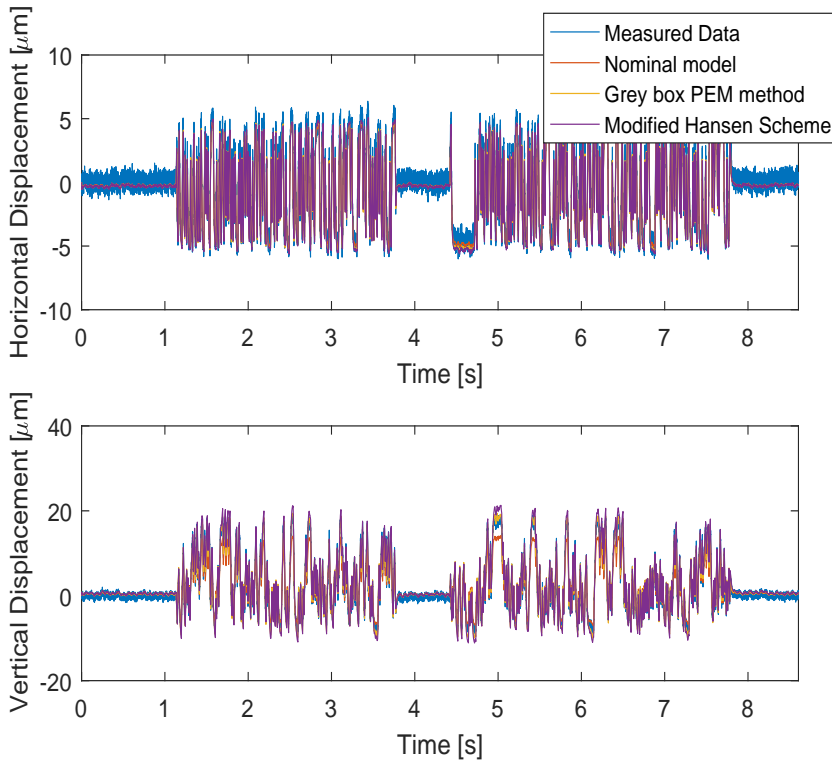 Measured Data
Nominal model
Grey box PEM method
Modified Hansen Scheme
Horizontal Displacement [μm]
10
5
0
-5
-10
0 1 2 3 4 5 6 7 8
Time [s]
Vertical Displacement [μm]
40
20
0
-20
0 1 2 3 4 5 6 7 8
Time [s]